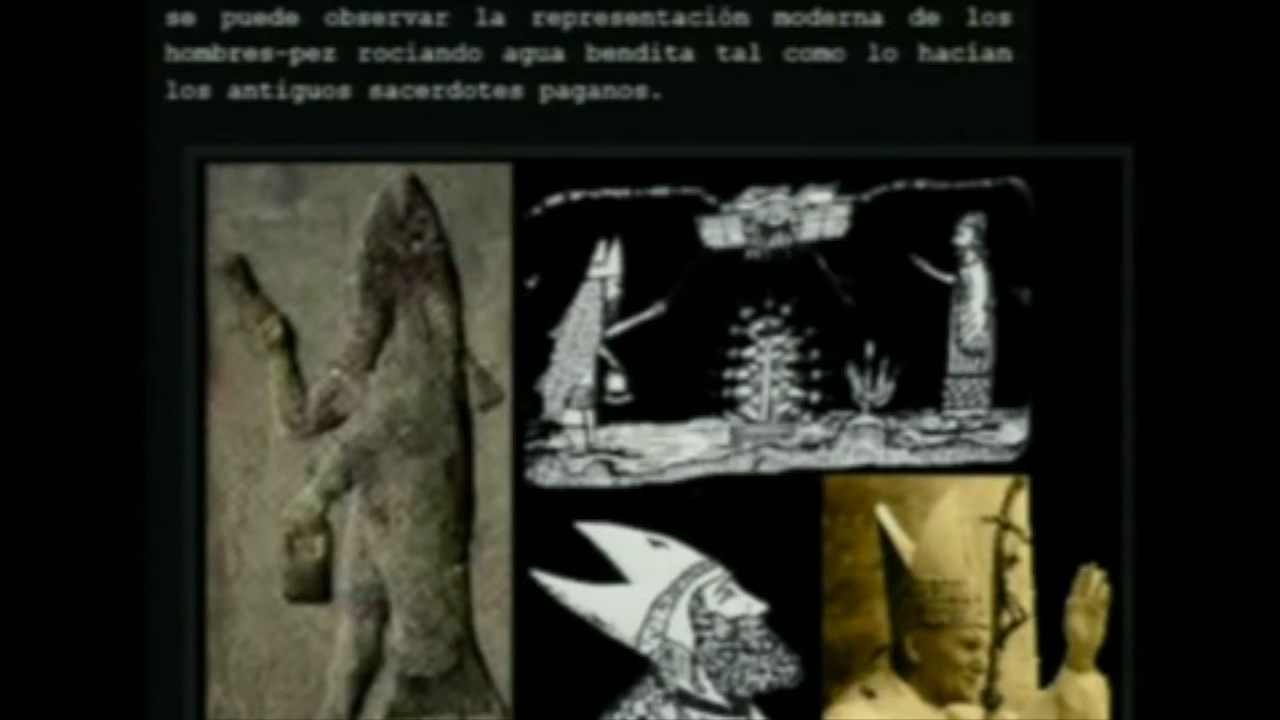 se puede observar la representación moderna de los
hombres-pez rociando agua bendita tal como lo hacían
los antiguos sacerdotes paganos.